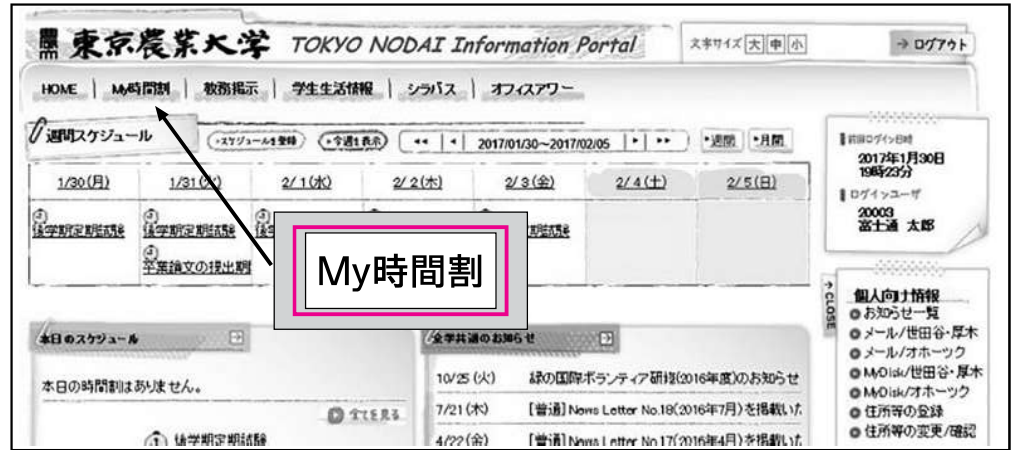 東京農業大学 TOKYO NODAI Information Portal 文字サイズ 大 中 小 ログアウト
HOME My時間割 教務掲示 学生生活情報 シラバス オフィスアワー
週間スケジュール スケジュールを登録 今週を表示 2017/01/30～2017/02/05 週間 月間
1/30(月) 1/31(火) 2/1(水) 2/2(木) 2/3(金) 2/4(土) 2/5(日)
後学期定期試験 後学期定期試験
卒業論文の提出期
My時間割
前回ログイン日時
2017年1月30日
19時23分
ログインユーザ
20003
富士通 太郎
CLOSE
個人向け情報
お知らせ一覧
メール/世田谷・厚木
メール/オホーツク
MyDisk/世田谷・厚木
MyDisk/オホーツク
住所等の登録
住所等の変更/確認
本日のスケジュール
本日の時間割はありません。
全てを見る
後学期定期試験
全学共通のお知らせ
10/25(火) 緑の国際ボランティア研修(2016年度)のお知らせ
7/21(木) [普通]News Letter No.18(2016年7月)を掲載いた
4/22(金) [普通]News Letter No.17(2016年4月)を掲載いた